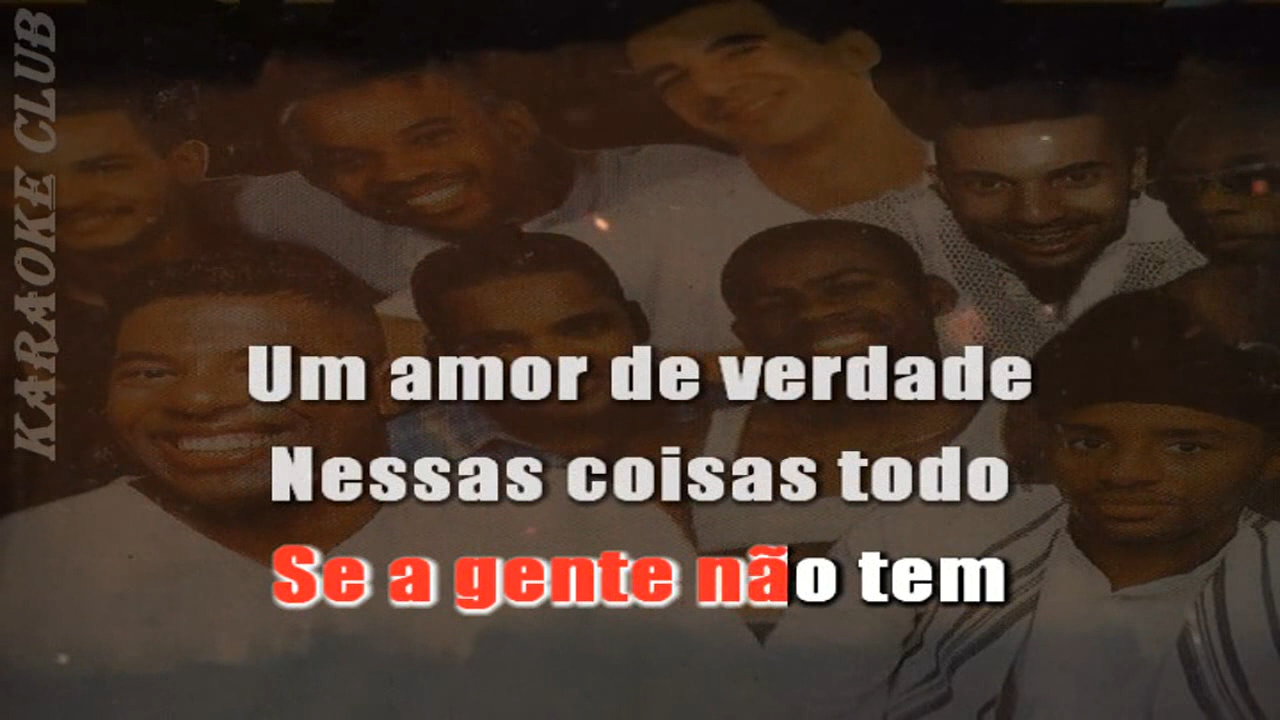 KARAOKE CLUB
Um amor de verdade
Nessas coisas todo
Se a gente não tem